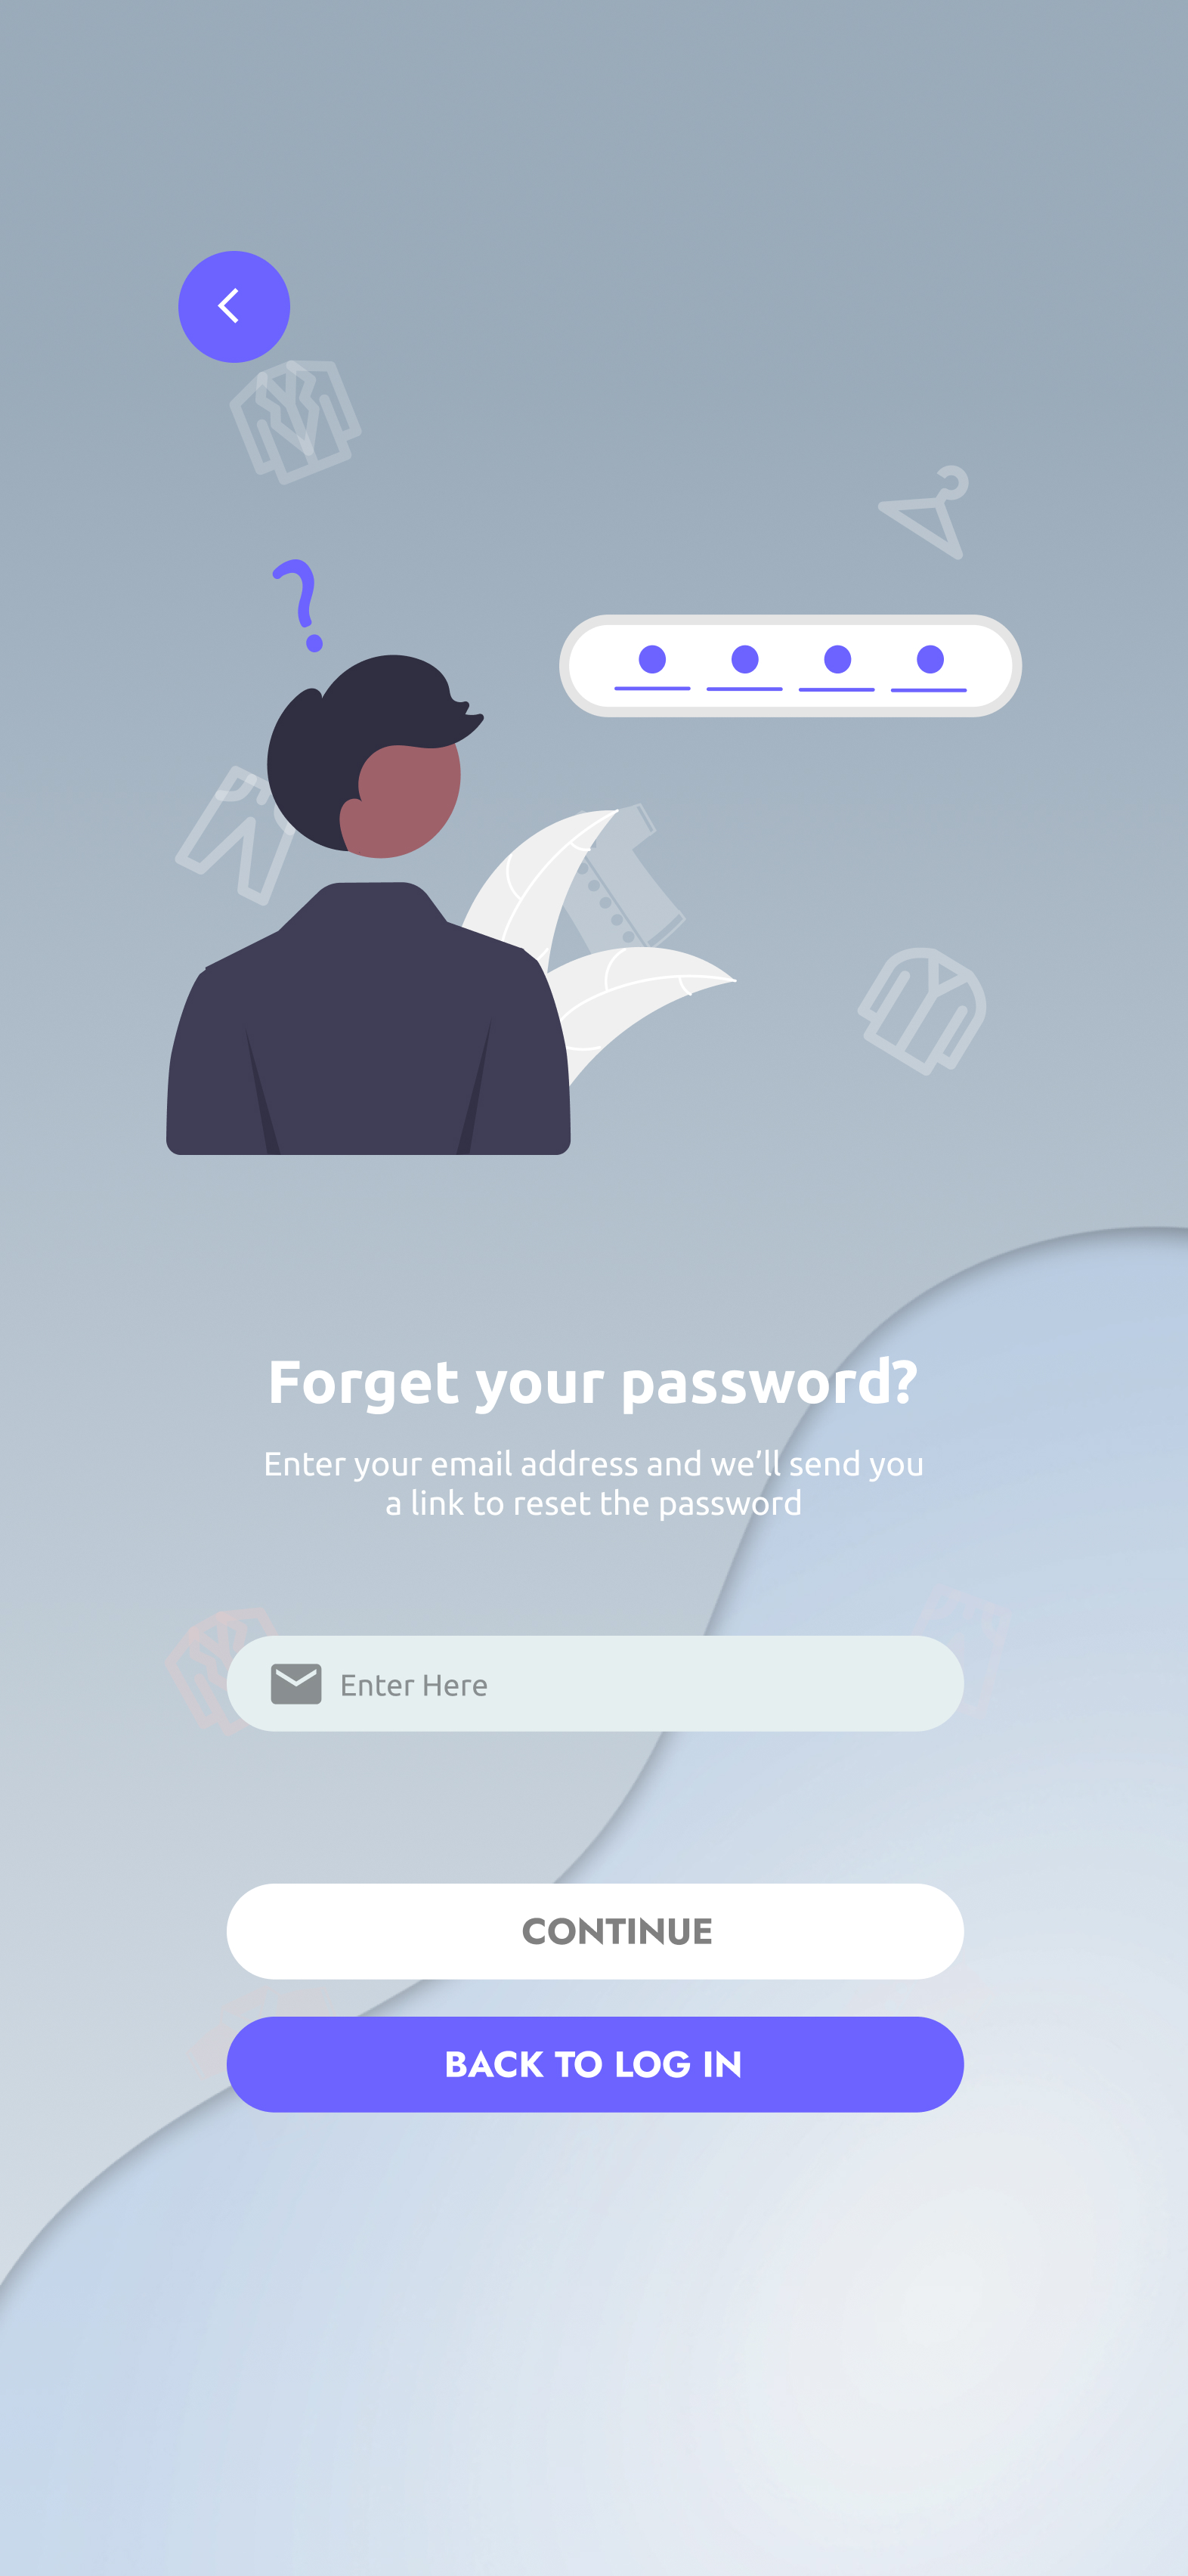 ?
Forget your password?
Enter your email address and we’ll send you
a link to reset the password
Enter Here
CONTINUE
BACK TO LOG IN